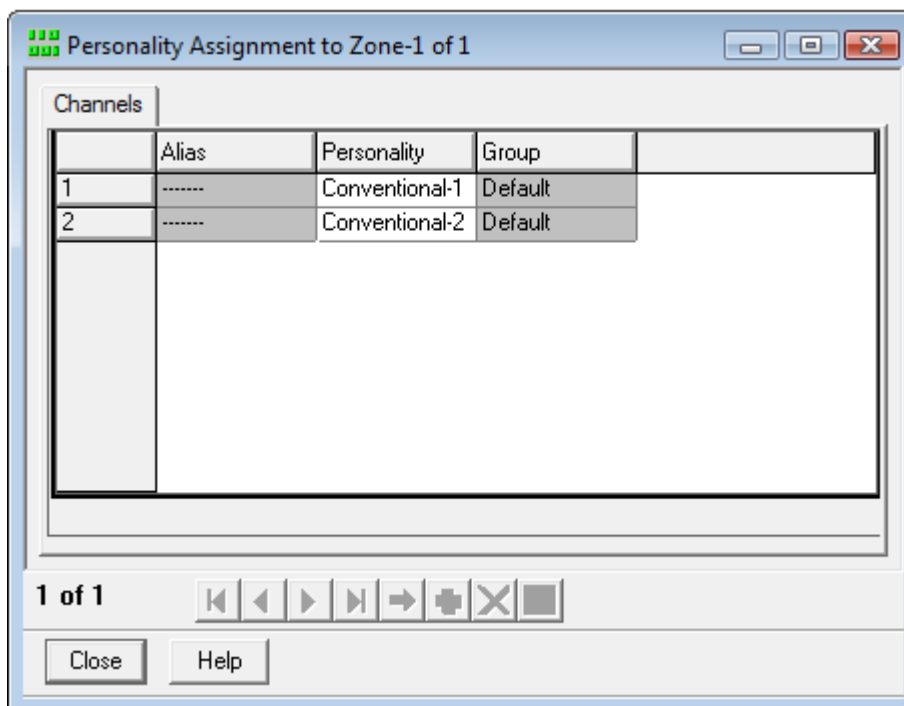 Personality Assignment to Zone-1 of 1
Channels
Alias Personality Group
1 ------- Conventional-1 Default
2 ------- Conventional-2 Default
1 of 1
Close Help